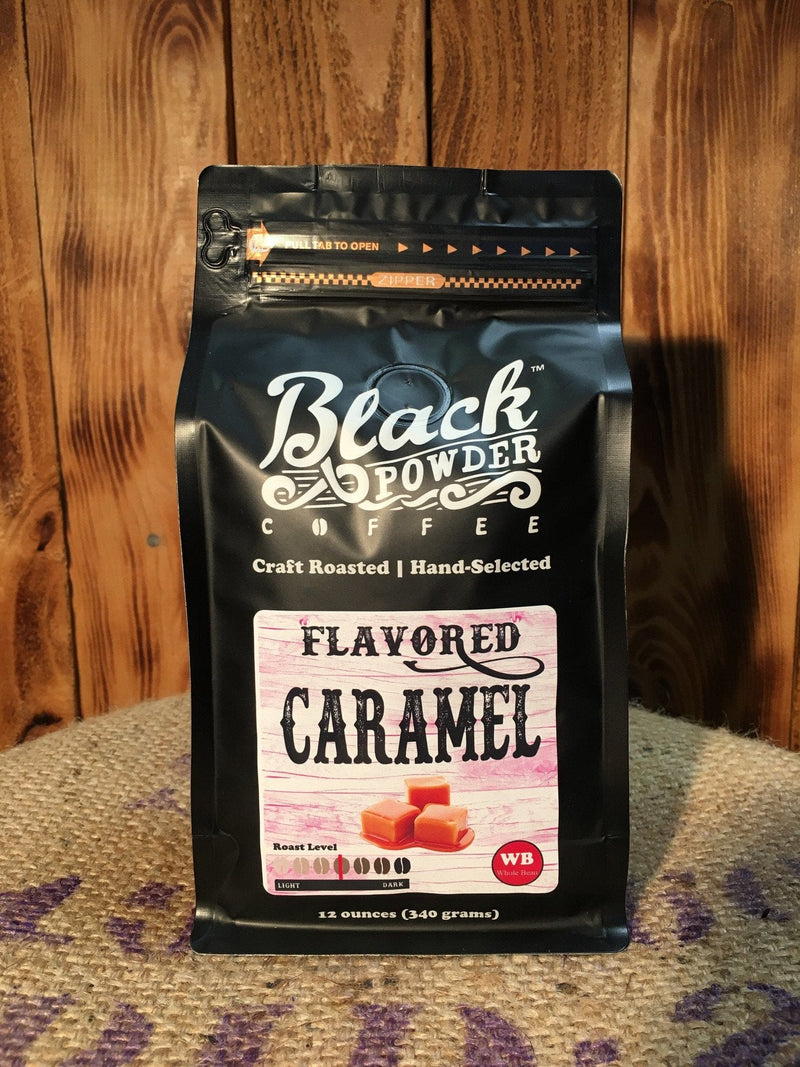 PULL TAB TO OPEN
ZIPPER
Black™
POWDER
COFFEE
Craft Roasted | Hand-Selected
FLAVORED
CARAMEL
Roast Level
LIGHT DARK
WB
Whole Bean
12 ounces (340 grams)